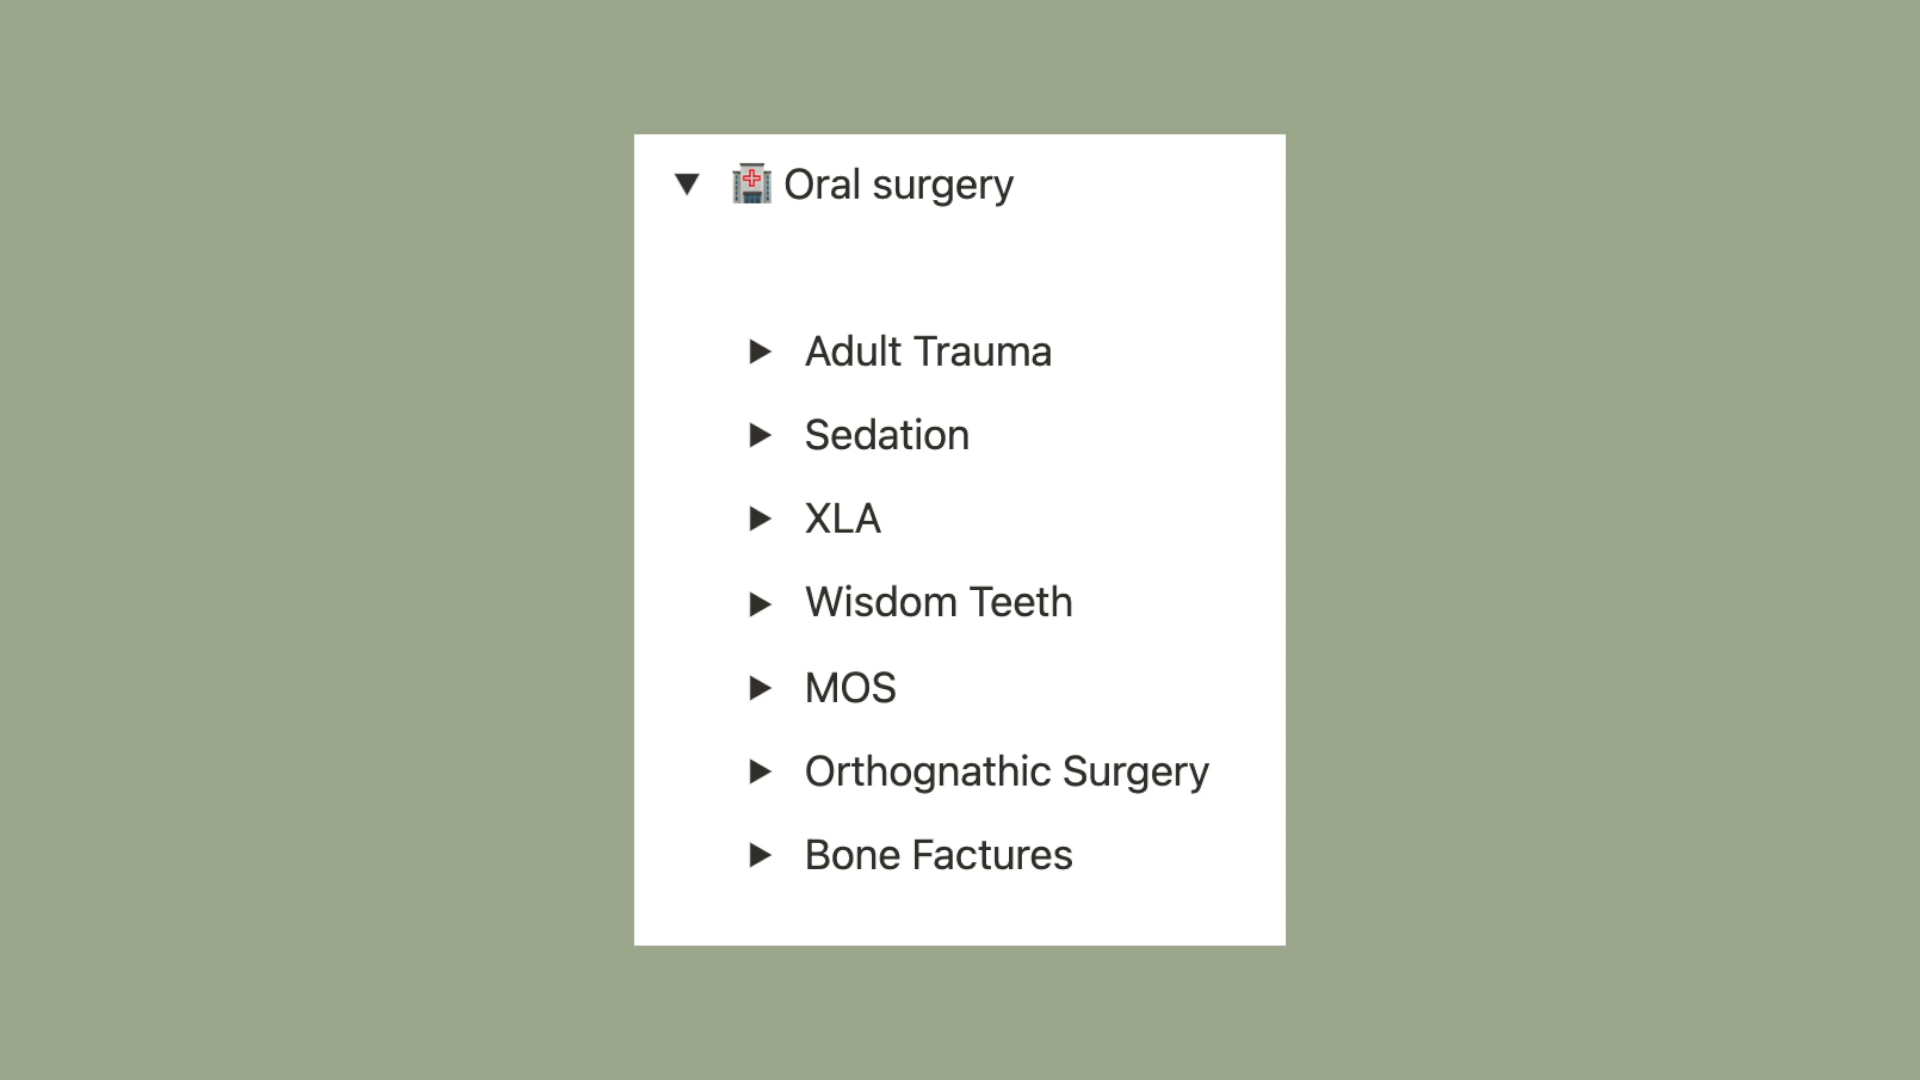 ▼ 🏥 Oral surgery
▶ Adult Trauma
▶ Sedation
▶ XLA
▶ Wisdom Teeth
▶ MOS
▶ Orthognathic Surgery
▶ Bone Factures